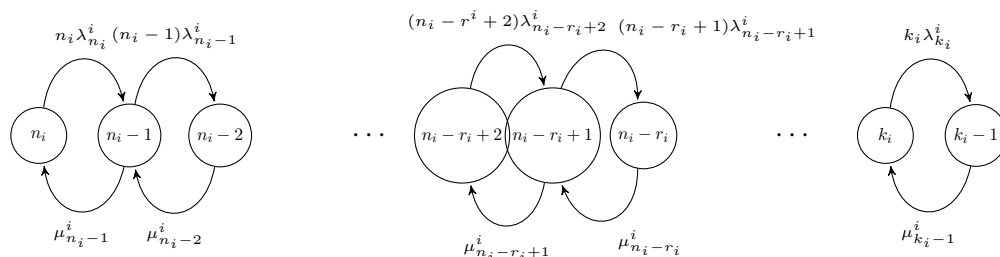 $n_i\lambda^i_{n_i}$ $(n_i-1)\lambda^i_{n_i-1}$ $(n_i-r^i+2)\lambda^i_{n_i-r_i+2}$ $(n_i-r_i+1)\lambda^i_{n_i-r_i+1}$ $k_i\lambda^i_{k_i}$
$n_i$ $n_i-1$ $n_i-2$ $\cdots$ $n_i-r_i+2$ $n_i-r_i+1$ $n_i-r_i$ $\cdots$ $k_i$ $k_i-1$
$\mu^i_{n_i-1}$ $\mu^i_{n_i-2}$ $\mu^i_{n_i-r_i+1}$ $\mu^i_{n_i-r_i}$ $\mu^i_{k_i-1}$